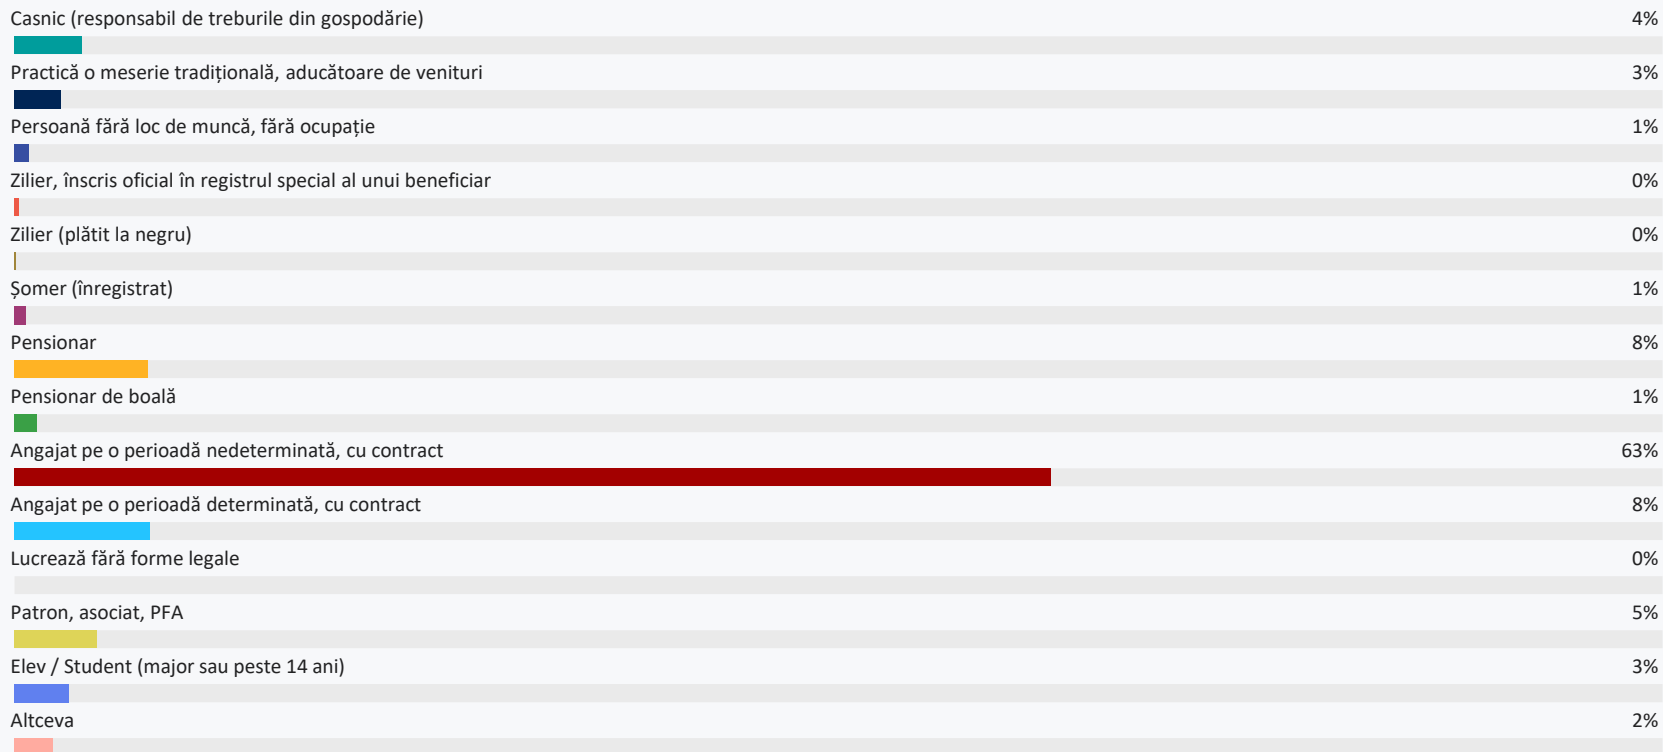 Casnic (responsabil de treburile din gospodărie) 4%
Practică o meserie tradițională, aducătoare de venituri 3%
Persoană fără loc de muncă, fără ocupație 1%
Zilier, înscris oficial în registrul special al unui beneficiar 0%
Zilier (plătit la negru) 0%
Șomer (înregistrat) 1%
Pensionar 8%
Pensionar de boală 1%
Angajat pe o perioadă nedeterminată, cu contract 63%
Angajat pe o perioadă determinată, cu contract 8%
Lucrează fără forme legale 0%
Patron, asociat, PFA 5%
Elev / Student (major sau peste 14 ani) 3%
Altceva 2%